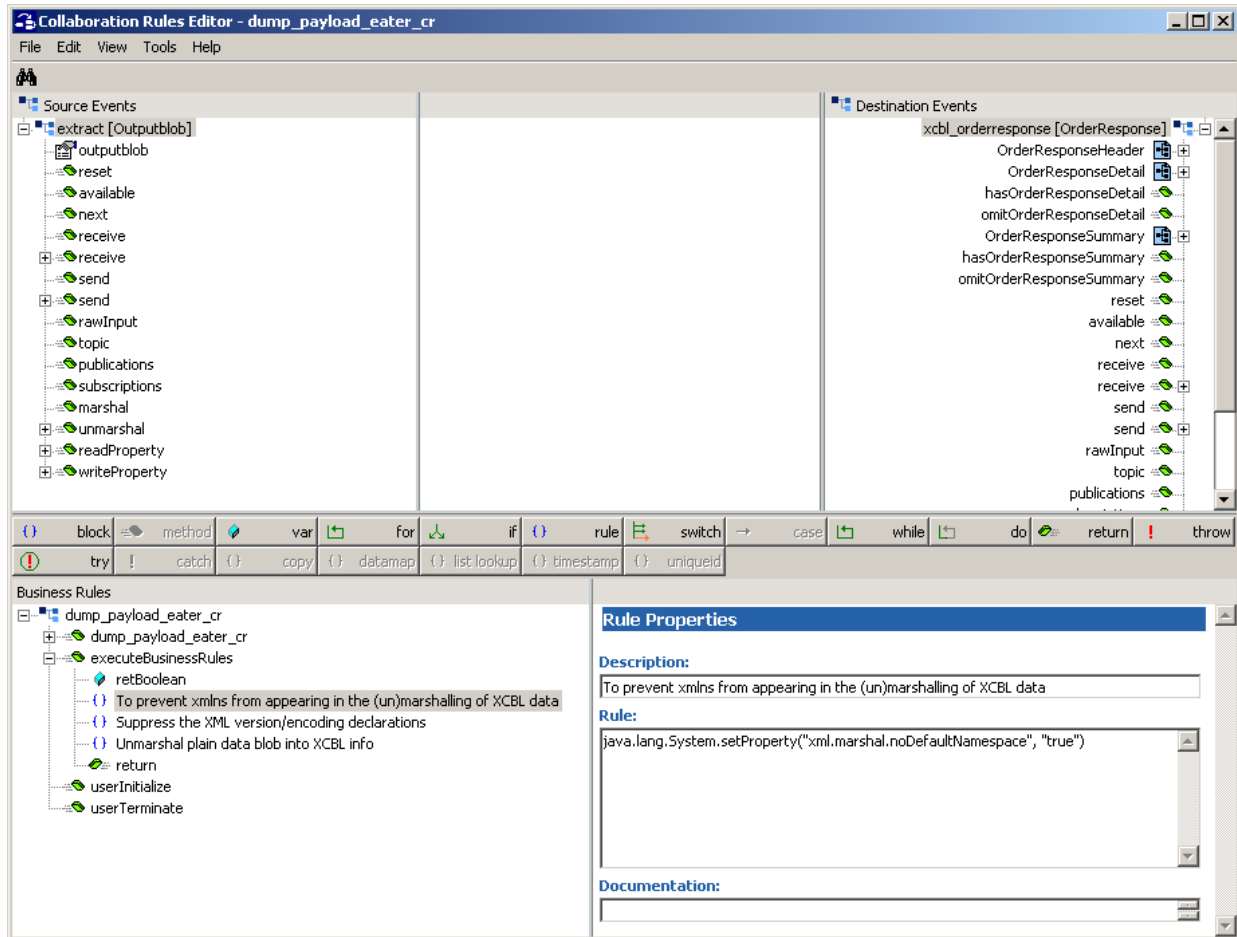 Collaboration Rules Editor - dump_payload_eater_cr
File Edit View Tools Help
Source Events
extract [Outputblob]
outputblob
reset
available
next
receive
receive
send
send
rawInput
topic
publications
subscriptions
marshal
unmarshal
readProperty
writeProperty
Destination Events
xcbl_orderresponse [OrderResponse]
OrderResponseHeader
OrderResponseDetail
hasOrderResponseDetail
omitOrderResponseDetail
OrderResponseSummary
hasOrderResponseSummary
omitOrderResponseSummary
reset
available
next
receive
receive
send
send
rawInput
topic
publications
block method var for if rule switch case while do return throw
try catch copy datamap list lookup timestamp uniqueid
Business Rules
dump_payload_eater_cr
dump_payload_eater_cr
executeBusinessRules
retBoolean
To prevent xmlns from appearing in the (un)marshalling of XCBL data
Suppress the XML version/encoding declarations
Unmarshal plain data blob into XCBL info
return
userInitialize
userTerminate
Rule Properties
Description:
To prevent xmlns from appearing in the (un)marshalling of XCBL data
Rule:
java.lang.System.setProperty("xml.marshal.noDefaultNamespace", "true")
Documentation: